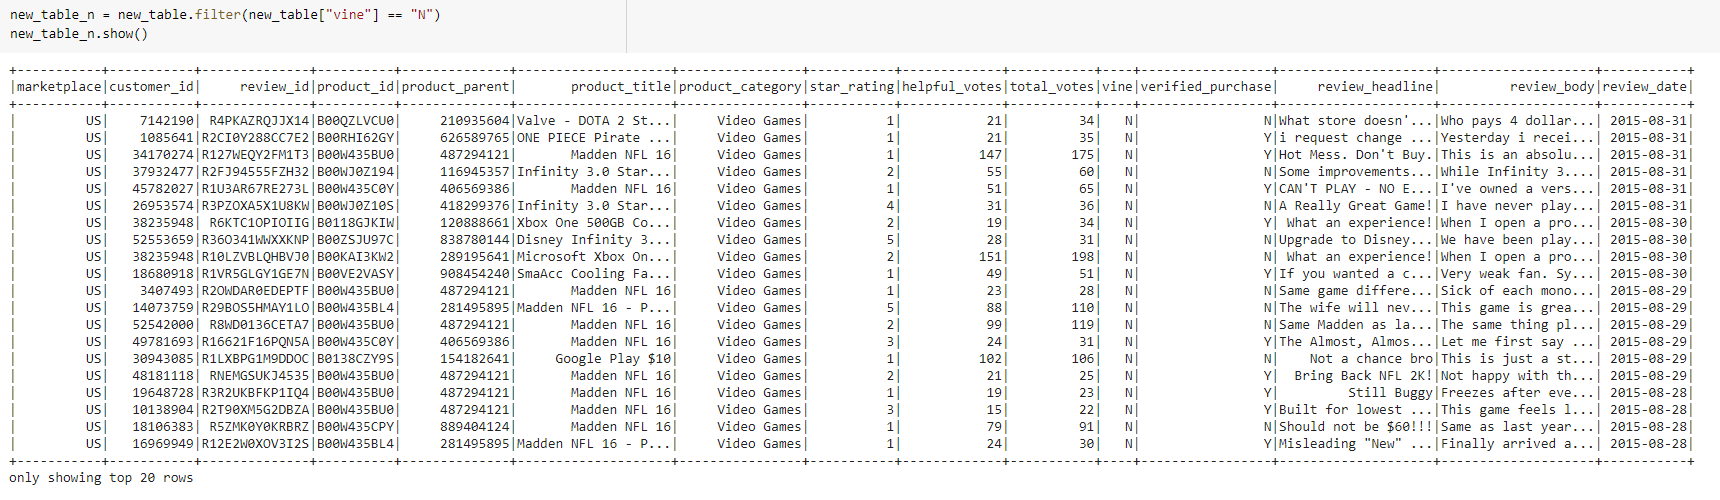 new_table_n = new_table.filter(new_table["vine"] == "N")
new_table_n.show()
+-----------+-----------+--------------+----------+--------------+--------------------+----------------+-----------+-------------+-----------+----+-----------------+--------------------+--------------------+-----------+
|marketplace|customer_id|     review_id|product_id|product_parent|       product_title|product_category|star_rating|helpful_votes|total_votes|vine|verified_purchase|     review_headline|         review_body|review_date|
+-----------+-----------+--------------+----------+--------------+--------------------+----------------+-----------+-------------+-----------+----+-----------------+--------------------+--------------------+-----------+
|         US|    7142190|R4PKAZRQJJX14|B00QZLVCU0|     210935604|Valve - DOTA 2 St...|     Video Games|          1|           21|         34|   N|                N|What store doesn'...|Who pays 4 dollar...| 2015-08-31|
|         US|    1085641|R2CI0Y288CC7E2|B00RHI62GY|     626589765|ONE PIECE Pirate ...|     Video Games|          1|           21|         35|   N|                Y|i request change ...|Yesterday i recei...| 2015-08-31|
|         US|   34170274|R127WEQY2FM1T3|B00W435BU0|     487294121|       Madden NFL 16|     Video Games|          1|          147|        175|   N|                Y|Hot Mess. Don't Buy.|This is an absolu...| 2015-08-31|
|         US|   37932477|R2FJ94555FZH32|B00WJ0Z194|     116945357|Infinity 3.0 Star...|     Video Games|          2|           55|         60|   N|                N|Some improvements...|While Infinity 3....| 2015-08-31|
|         US|   45782027|R1U3AR67RE273L|B00W435C0Y|     406569386|       Madden NFL 16|     Video Games|          1|           51|         65|   N|                Y|CAN'T PLAY - NO E...|I've owned a vers...| 2015-08-31|
|         US|   26953574|R3PZOXA5X1U8KW|B00WJ0Z10S|     418299376|Infinity 3.0 Star...|     Video Games|          4|           31|         36|   N|                N|A Really Great Game!|I have never play...| 2015-08-31|
|         US|   38235948| R6KTC1OPIOIIG|B0118GJKIW|     120888661|Xbox One 500GB Co...|     Video Games|          2|           19|         34|   N|                Y| What an experience!|When I open a pro...| 2015-08-30|
|         US|   52553659|R36O341WWXXKNP|B00ZSJU97C|     838780144|Disney Infinity 3...|     Video Games|          5|           28|         31|   N|                N|Upgrade to Disney...|We have been play...| 2015-08-30|
|         US|   38235948|R10LZVBLQHBVJ0|B00KAI3KW2|     289195641|Microsoft Xbox On...|     Video Games|          2|          151|        198|   N|                N| What an experience!|When I open a pro...| 2015-08-30|
|         US|   18680918|R1VR5GLGY1GE7N|B00VE2VASY|     908454240|SmaAcc Cooling Fa...|     Video Games|          1|           49|         51|   N|                Y|If you wanted a c...|Very weak fan. Sy...| 2015-08-30|
|         US|    3407493|R2OWDAR0EDEPTF|B00W435BU0|     487294121|       Madden NFL 16|     Video Games|          1|           23|         28|   N|                N|Same game differe...|Sick of each mono...| 2015-08-29|
|         US|   14073759|R29BOS5HMAY1LO|B00W435BL4|     281495895|Madden NFL 16 - P...|     Video Games|          5|           88|        110|   N|                N|The wife will nev...|This game is grea...| 2015-08-29|
|         US|   52542000| R8WD0136CETA7|B00W435BU0|     487294121|       Madden NFL 16|     Video Games|          2|           99|        119|   N|                N|Same Madden as la...|The same thing pl...| 2015-08-29|
|         US|   49781693|R16621F16PQN5A|B00W435C0Y|     406569386|       Madden NFL 16|     Video Games|          3|           24|         31|   N|                Y|The Almost, Almos...|Let me first say ...| 2015-08-29|
|         US|   30943085|R1LXBPG1M9DDOC|B0138CZY9S|     154182641|     Google Play $10|     Video Games|          1|          102|        106|   N|                N|    Not a chance bro|This is just a st...| 2015-08-29|
|         US|   48181118| RNEMGSUKJ4535|B00W435BU0|     487294121|       Madden NFL 16|     Video Games|          2|           21|         25|   N|                Y|  Bring Back NFL 2K!|Not happy with th...| 2015-08-29|
|         US|   19648728|R3R2UKBFKP1IQ4|B00W435BU0|     487294121|       Madden NFL 16|     Video Games|          1|           19|         23|   N|                Y|         Still Buggy|Freezes after eve...| 2015-08-28|
|         US|   10138904|R2T90XM5G2DBZA|B00W435BU0|     487294121|       Madden NFL 16|     Video Games|          3|           15|         22|   N|                Y|Built for lowest ...|This game feels l...| 2015-08-28|
|         US|   18106383| R5ZMK0Y0KRBRZ|B00W435CPY|     889404124|       Madden NFL 16|     Video Games|          1|           79|         91|   N|                N|Should not be $60!!!|Same as last year...| 2015-08-28|
|         US|   16969949|R12E2W0XOV3I2S|B00W435BL4|     281495895|Madden NFL 16 - P...|     Video Games|          1|           24|         30|   N|                Y|Misleading "New" ...|Finally arrived a...| 2015-08-28|
+-----------+-----------+--------------+----------+--------------+--------------------+----------------+-----------+-------------+-----------+----+-----------------+--------------------+--------------------+-----------+
only showing top 20 rows